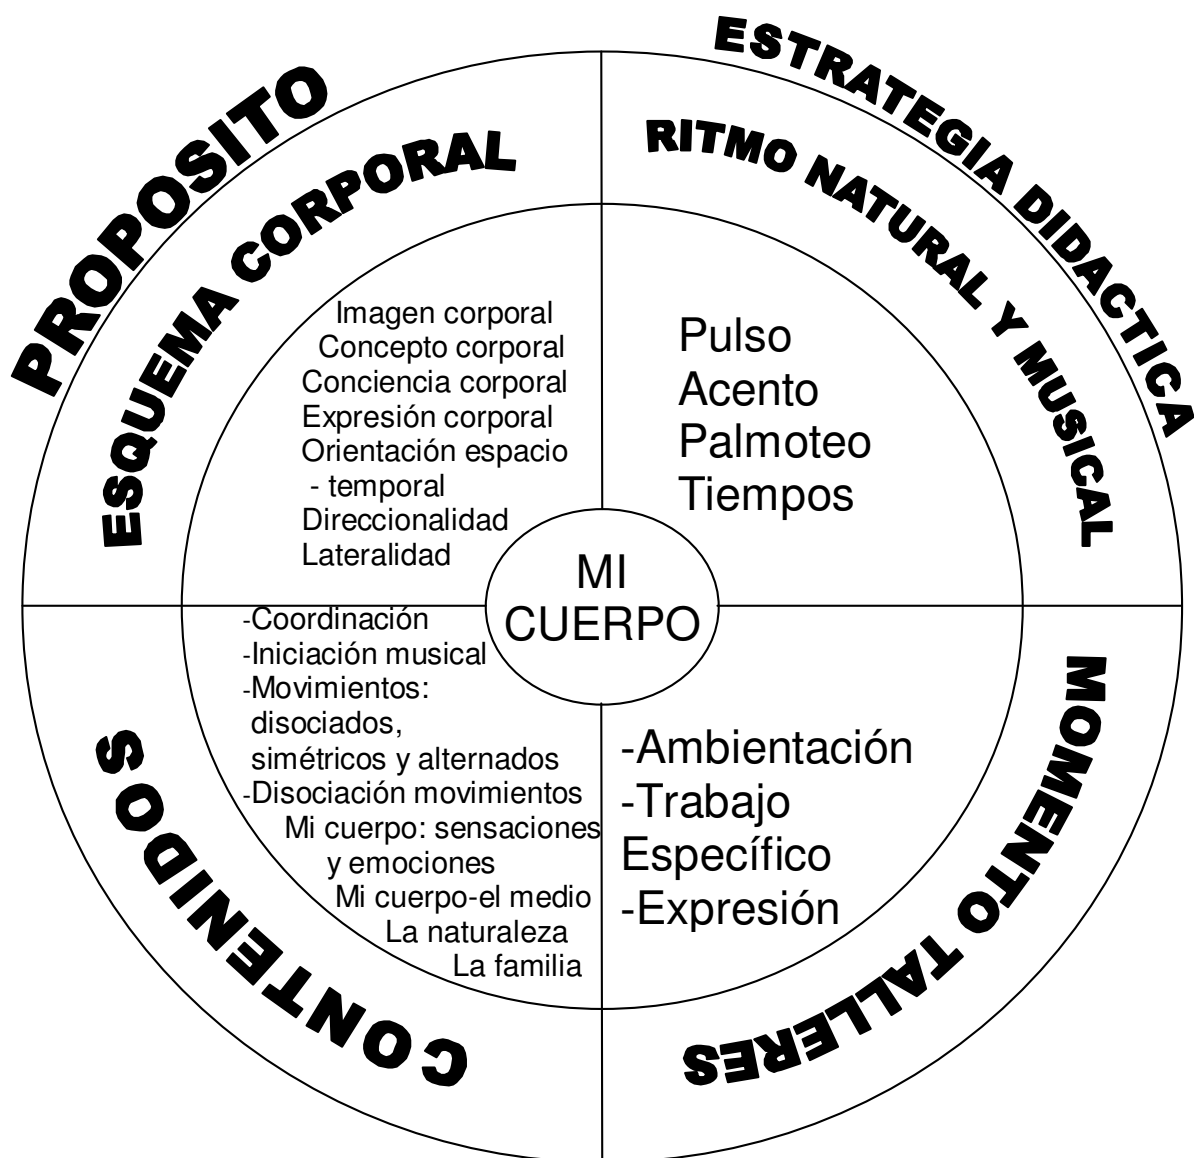 PROPOSITO
ESQUEMA CORPORAL
Imagen corporal
Concepto corporal
Conciencia corporal
Expresión corporal
Orientación espacio
- temporal
Direccionalidad
Lateralidad
ESTRATEGIA DIDACTICA
RITMO NATURAL Y MUSICAL
Pulso
Acento
Palmoteo
Tiempos
MI
CUERPO
CONTENIDOS
-Coordinación
-Iniciación musical
-Movimientos:
disociados,
simétricos y alternados
-Disociación movimientos
Mi cuerpo: sensaciones
y emociones
Mi cuerpo-el medio
La naturaleza
La familia
MOMENTO TALLERES
-Ambientación
-Trabajo
Específico
-Expresión